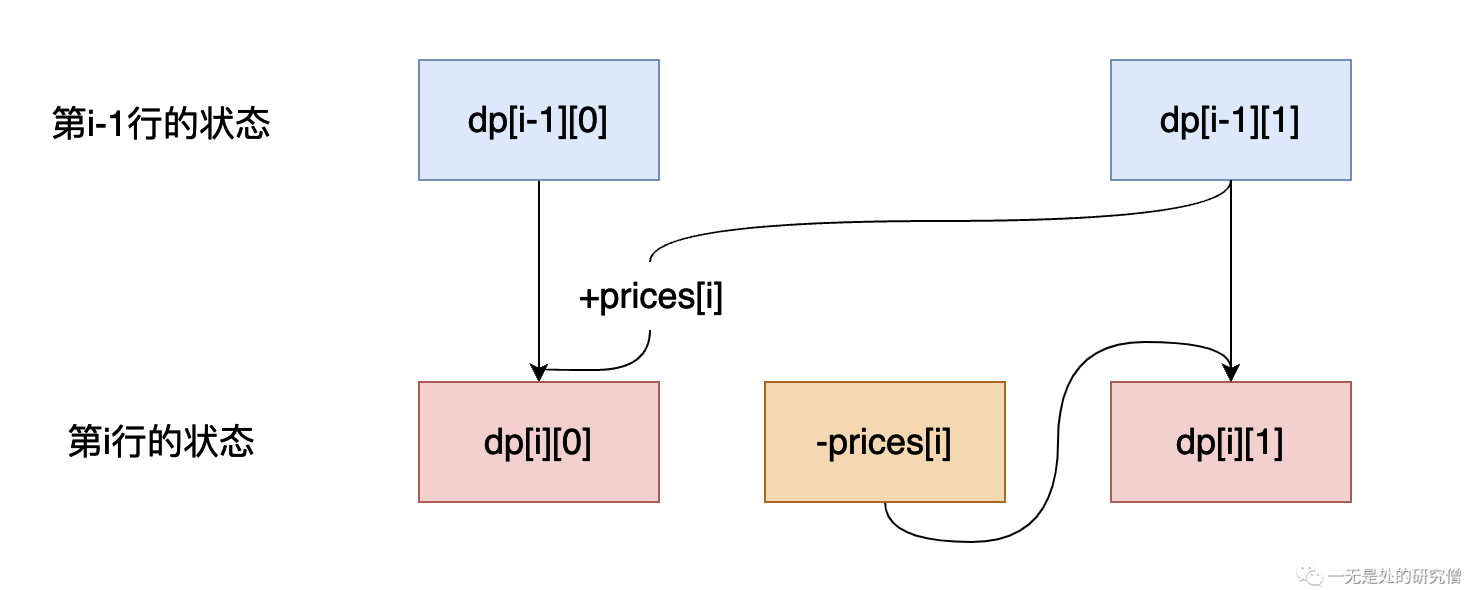 第i-1行的状态
dp[i-1][0]
dp[i-1][1]
+prices[i]
第i行的状态
dp[i][0]
-prices[i]
dp[i][1]
一无是处的研究僧